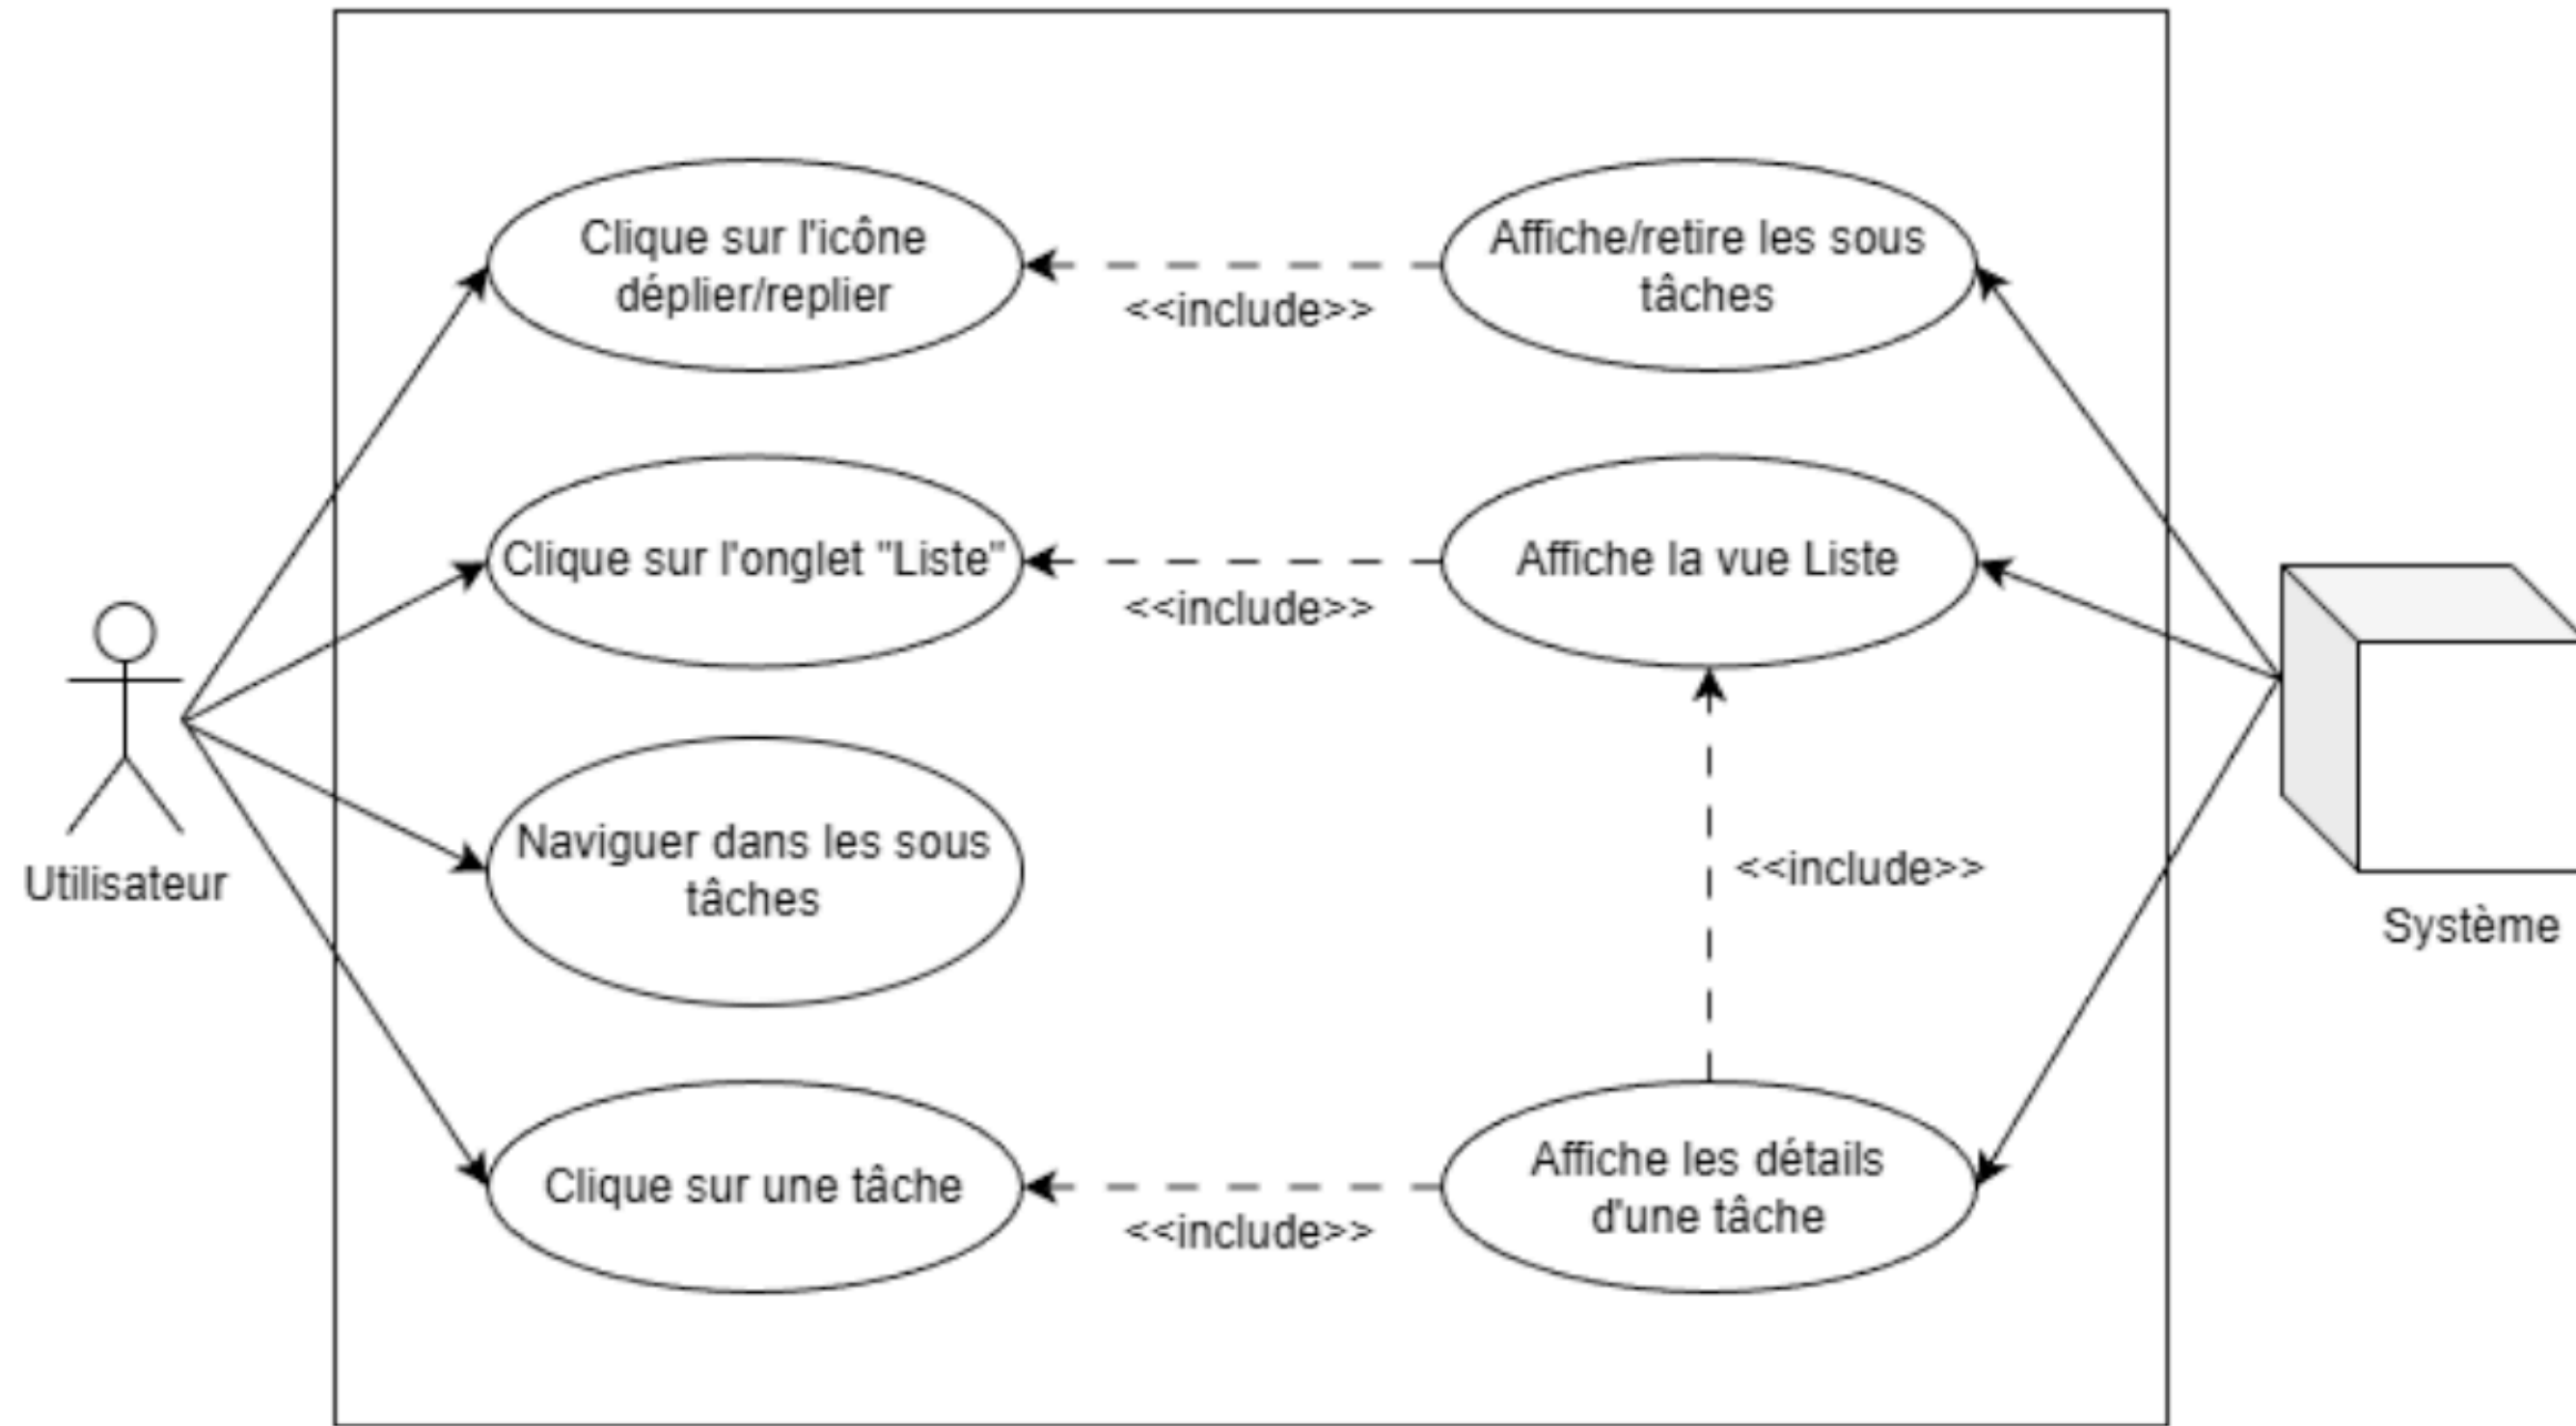 Clique sur l'icône
déplier/replier
<<include>>
Affiche/retire les sous
tâches
Clique sur l'onglet "Liste"
<<include>>
Affiche la vue Liste
Utilisateur
Naviguer dans les sous
tâches
<<include>>
Système
Clique sur une tâche
<<include>>
Affiche les détails
d'une tâche